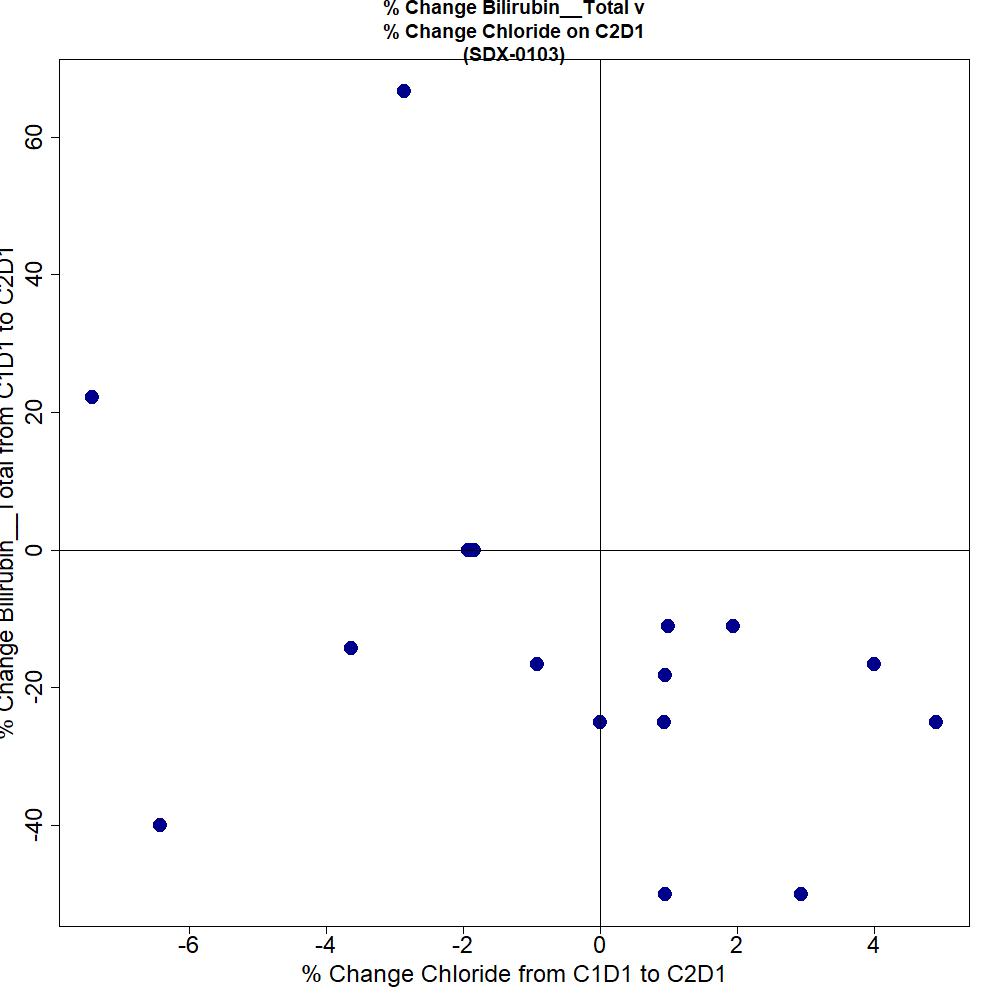 % Change Bilirubin__Total v
% Change Chloride on C2D1
(SDX-0103)
% Change Bilirubin__Total from C1D1 to C2D1
60
40
20
0
-20
-40
-6
-4
-2
0
2
4
% Change Chloride from C1D1 to C2D1